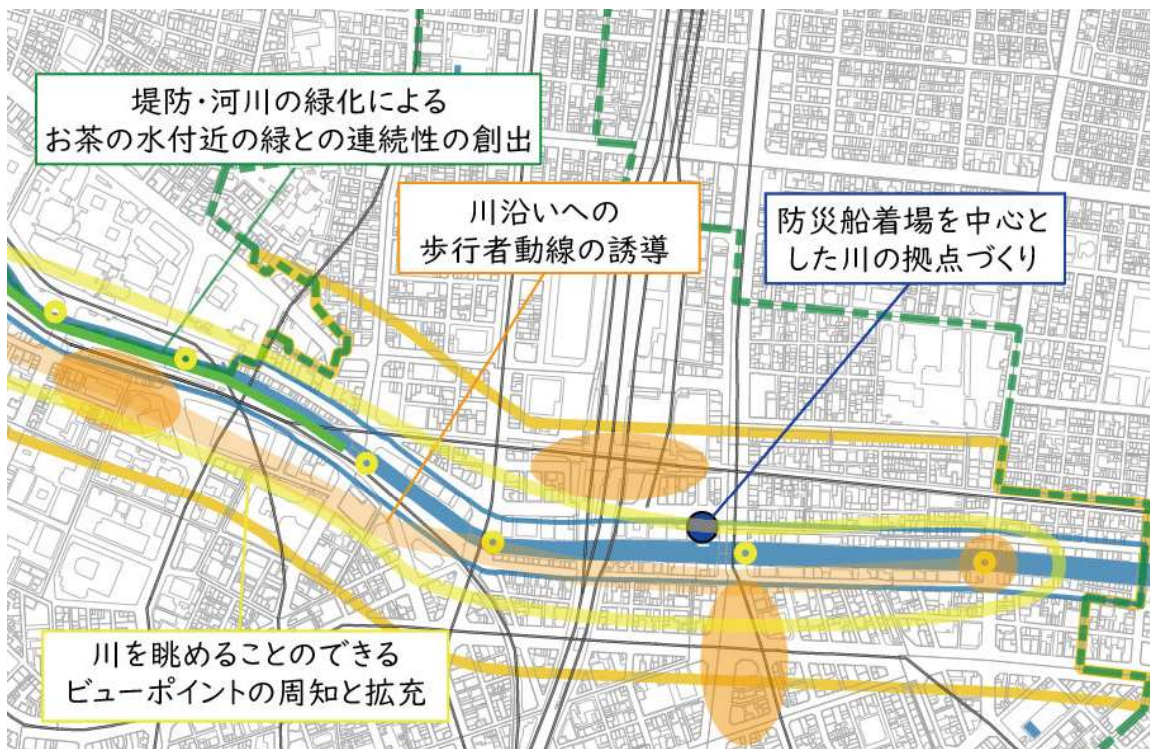 堤防・河川の緑化による
お茶の水付近の緑との連続性の創出
川沿いへの
歩行者動線の誘導
防災船着場を中心と
した川の拠点づくり
川を眺めることのできる
ビューポイントの周知と拡充